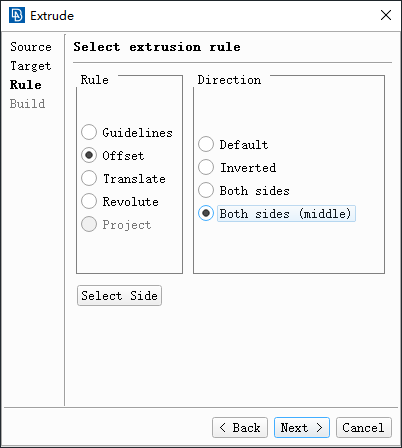 Extrude
Source
Target
Rule
Build
Select extrusion rule
Rule
Guidelines
Offset
Translate
Revolute
Project
Direction
Default
Inverted
Both sides
Both sides (middle)
Select Side
< Back
Next >
Cancel